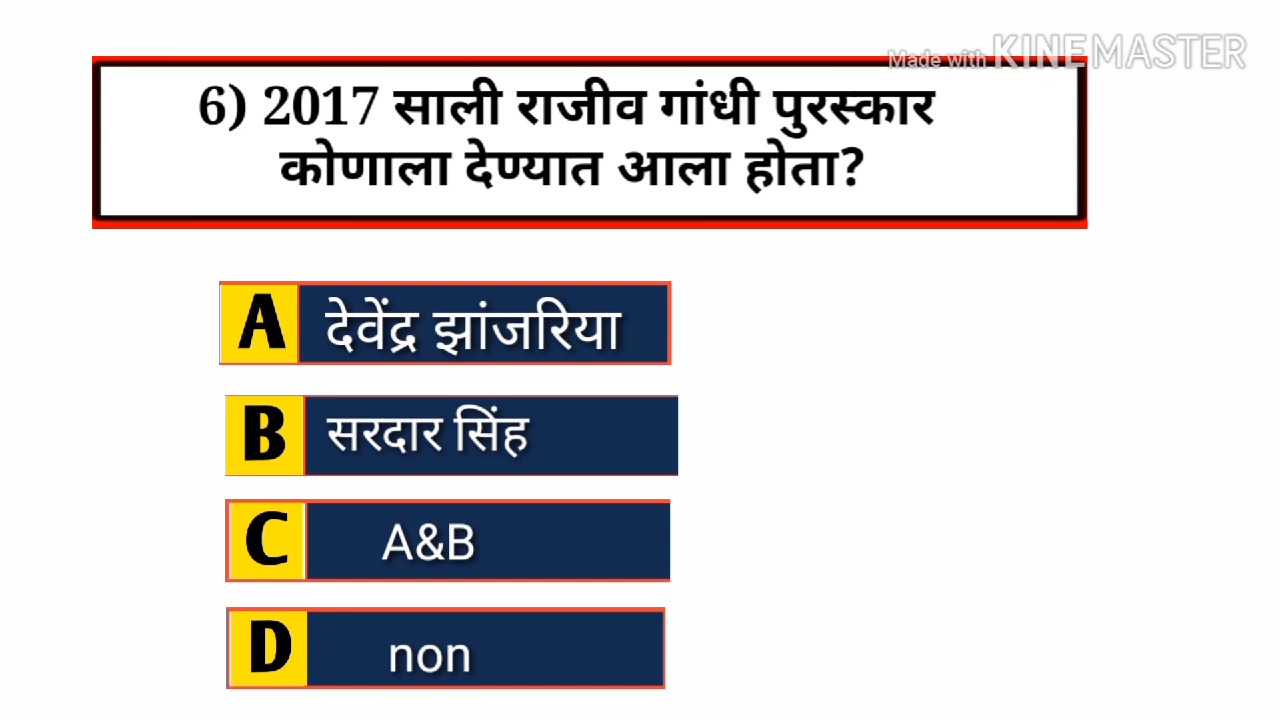 Made with KINEMASTER
6) 2017 साली राजीव गांधी पुरस्कार
कोणाला देण्यात आला होता?
A देवेंद्र झांजरिया
B सरदार सिंह
C A&B
D non